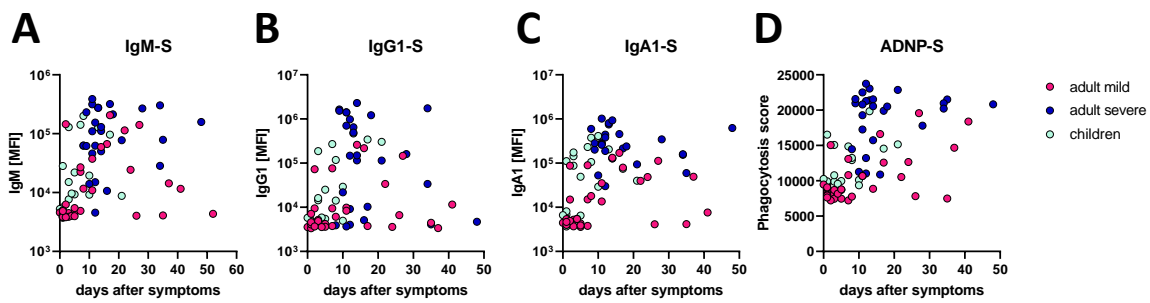 A B C D
IgM-S IgG1-S IgA1-S ADNP-S
IgM [MFI]
10⁶
10⁵
10⁴
10³
0 10 20 30 40 50 60
days after symptoms
IgG1 [MFI]
10⁷
10⁶
10⁵
10⁴
10³
0 10 20 30 40 50
days after symptoms
IgA1 [MFI]
10⁷
10⁶
10⁵
10⁴
10³
0 10 20 30 40 50
days after symptoms
Phagocytosis score
25000
20000
15000
10000
5000
0
0 10 20 30 40 50
days after symptoms
adult mild
adult severe
children